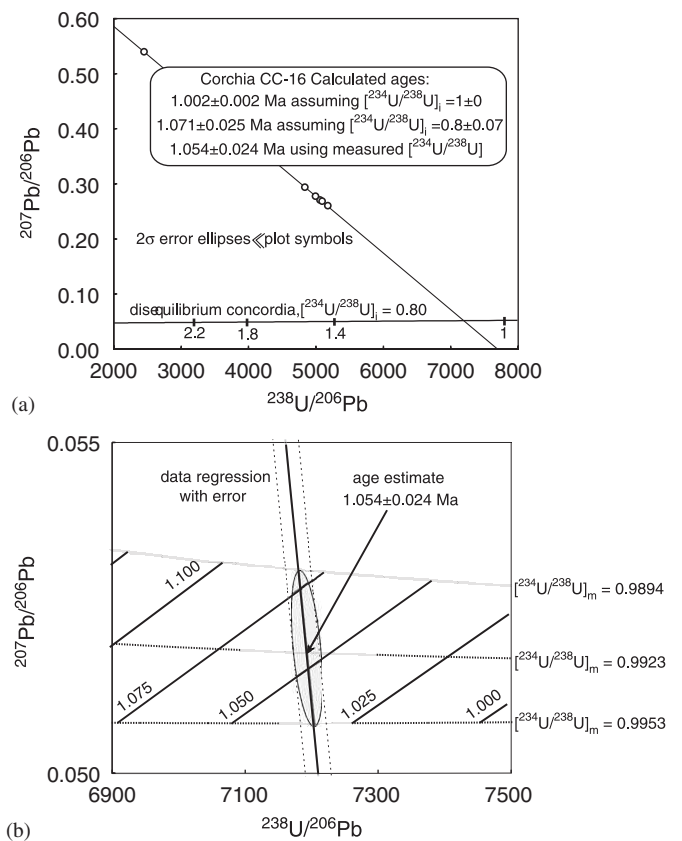 0.60
0.50
0.40
0.30
0.20
0.10
0.00
²⁰⁷Pb/²⁰⁶Pb
Corchia CC-16 Calculated ages:
1.002±0.002 Ma assuming [²³⁴U/²³⁸U]ᵢ =1±0
1.071±0.025 Ma assuming [²³⁴U/²³⁸U]ᵢ =0.8±0.07
1.054±0.024 Ma using measured [²³⁴U/²³⁸U]
2σ error ellipses≪plot symbols
disequilibrium concordia,[²³⁴U/²³⁸U]ᵢ = 0.80
2.2 1.8 1.4 1
2000 3000 4000 5000 6000 7000 8000
(a) ²³⁸U/²⁰⁶Pb
0.055
0.050
²⁰⁷Pb/²⁰⁶Pb
data regression
with error
age estimate
1.054±0.024 Ma
1.100
1.075
1.050
1.025
1.000
[²³⁴U/²³⁸U]ₘ = 0.9894
[²³⁴U/²³⁸U]ₘ = 0.9923
[²³⁴U/²³⁸U]ₘ = 0.9953
6900 7100 7300 7500
(b) ²³⁸U/²⁰⁶Pb